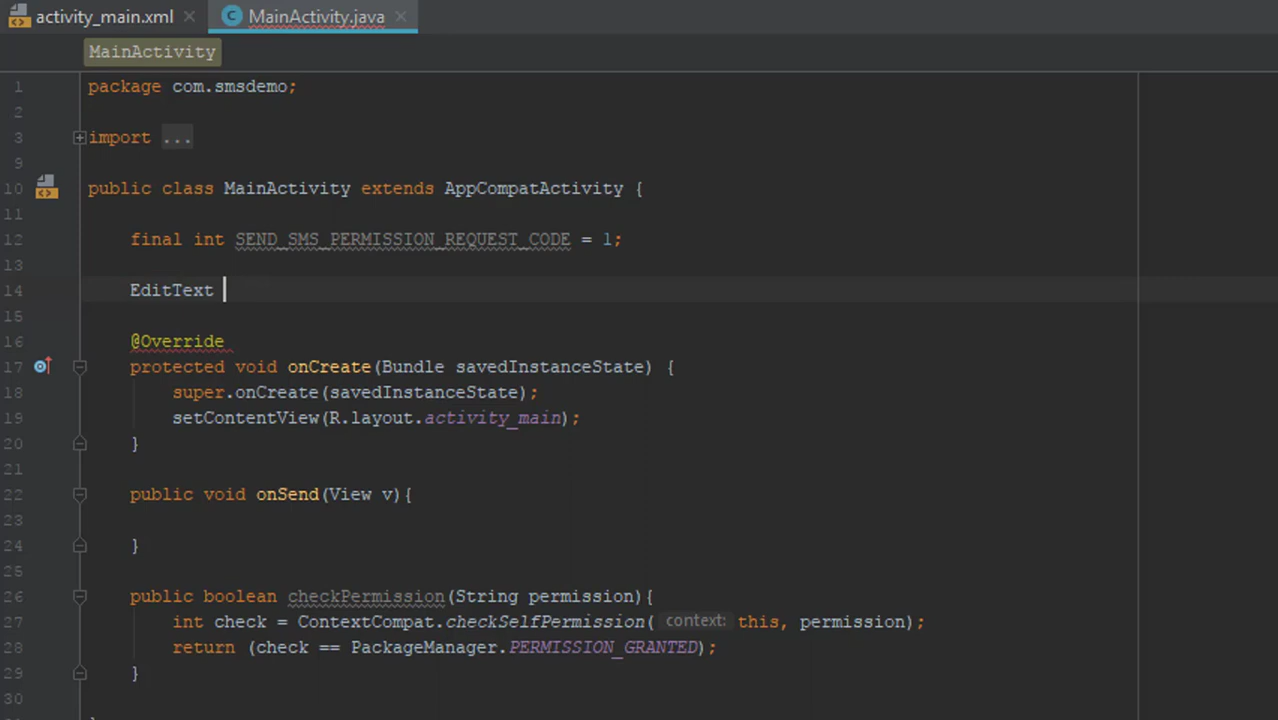 activity_main.xml
MainActivity.java
MainActivity
1 package com.smsdemo;
2
3 import ...
9
10 public class MainActivity extends AppCompatActivity {
11
12 final int SEND_SMS_PERMISSION_REQUEST_CODE = 1;
13
14 EditText
15
16 @Override
17 protected void onCreate(Bundle savedInstanceState) {
18 super.onCreate(savedInstanceState);
19 setContentView(R.layout.activity_main);
20 }
21
22 public void onSend(View v){
23
24 }
25
26 public boolean checkPermission(String permission){
27 int check = ContextCompat.checkSelfPermission( context: this, permission);
28 return (check == PackageManager.PERMISSION_GRANTED);
29 }
30